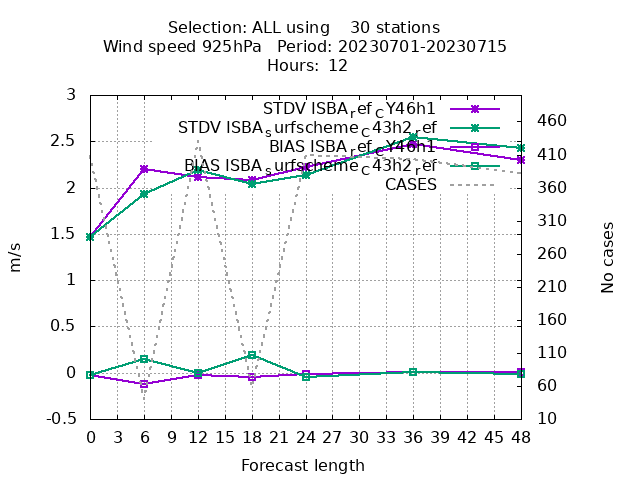 Selection: ALL using 30 stations
Wind speed 925hPa Period: 20230701-20230715
Hours: 12
STDV ISBA_ref_CY46h1
STDV ISBA_surfscheme_C43h2_ref
BIAS ISBA_ref_CY46h1
BIAS ISBA_surfscheme_C43h2_ref
CASES
3
2.5
2
1.5
1
0.5
0
-0.5
m/s
460
410
360
310
260
210
160
110
60
10
No cases
0 3 6 9 12 15 18 21 24 27 30 33 36 39 42 45 48
Forecast length